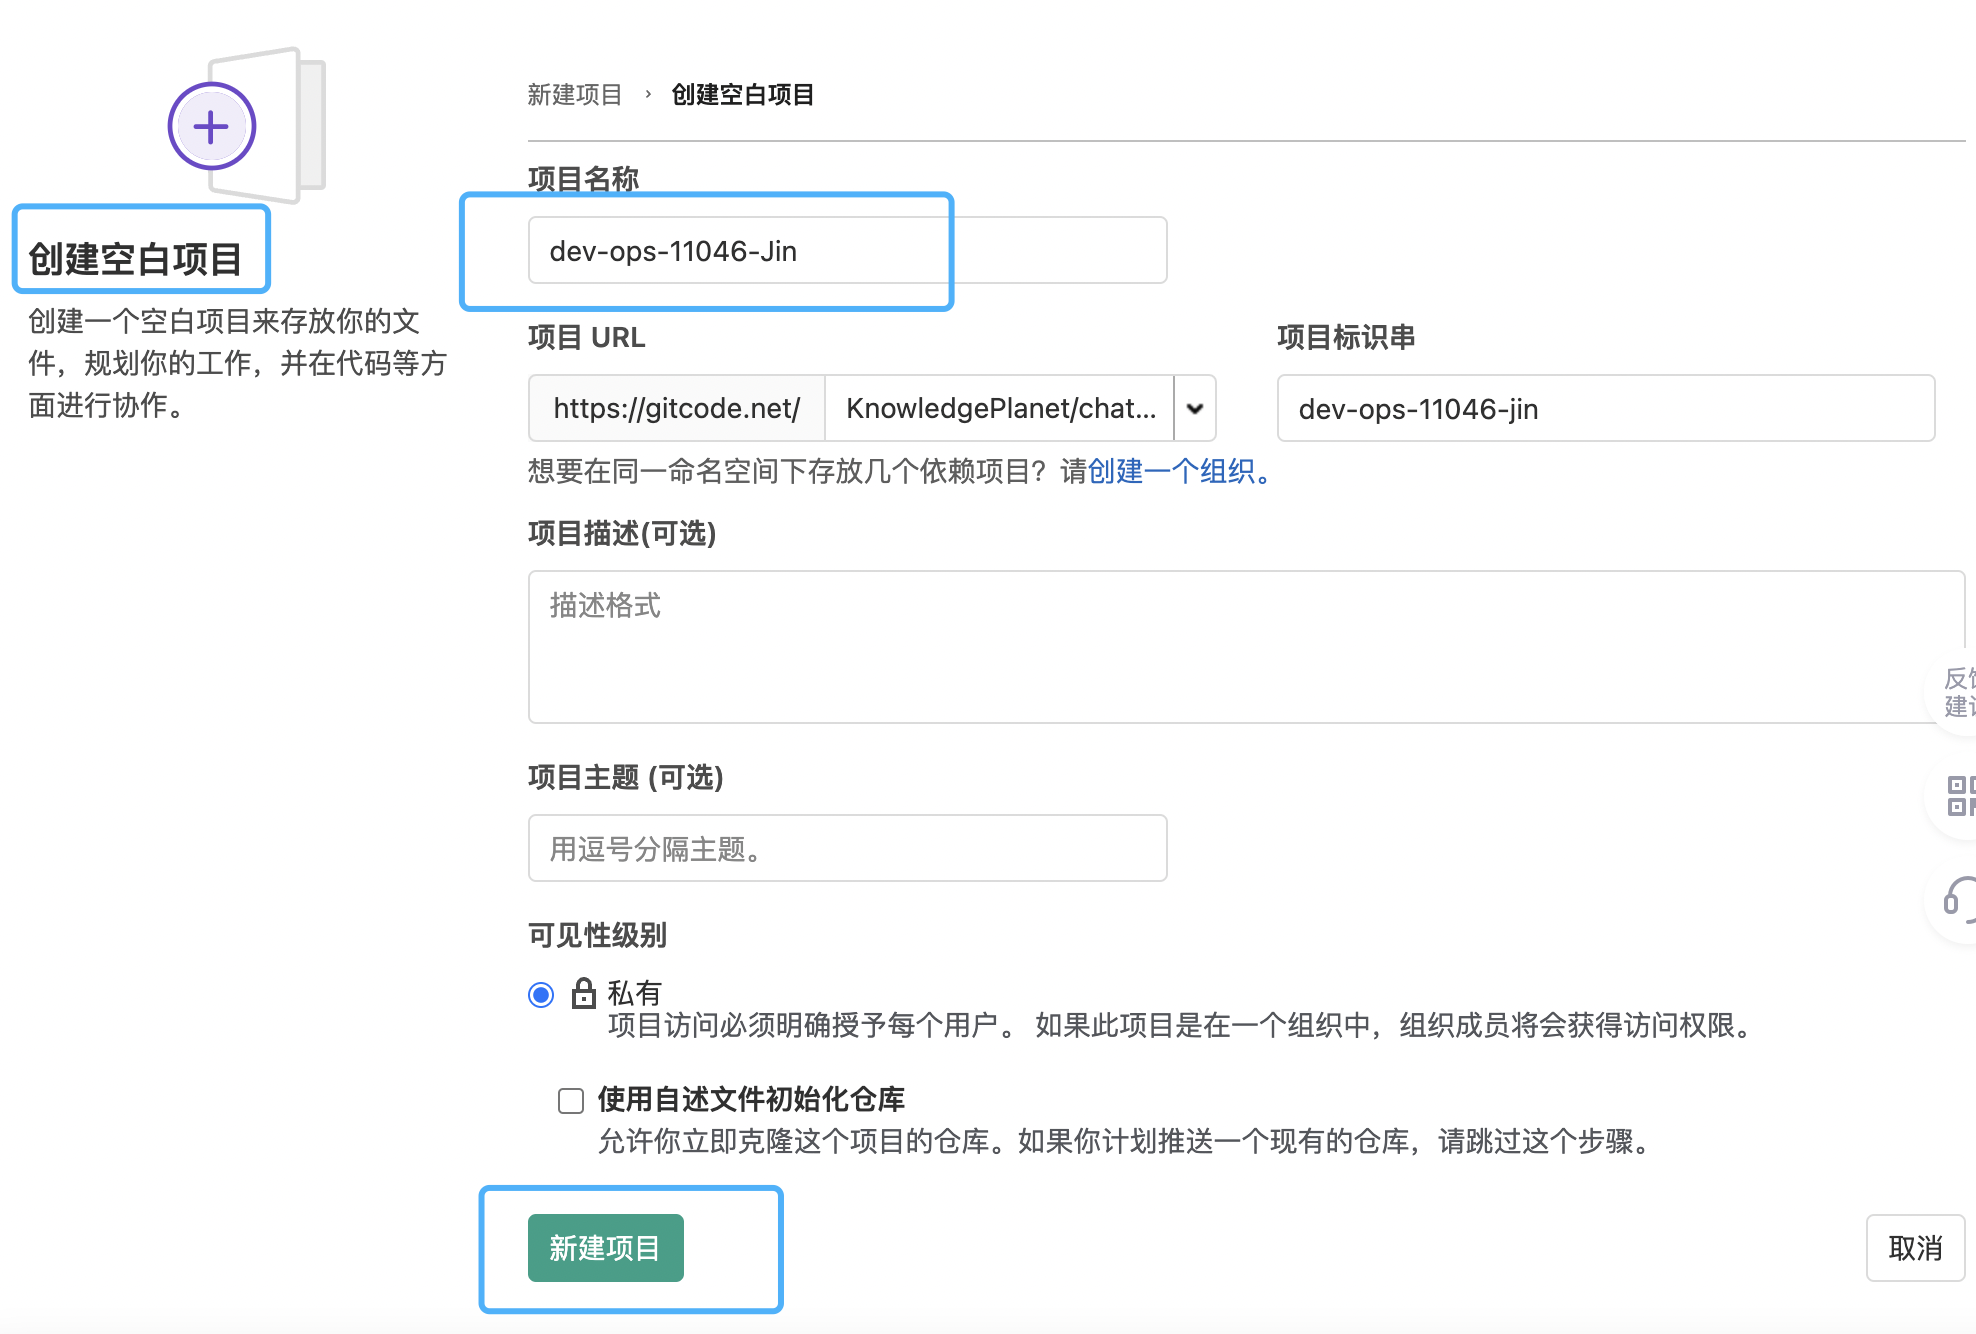 创建空白项目
创建一个空白项目来存放你的文
件，规划你的工作，并在代码等方
面进行协作。
新建项目 › 创建空白项目
项目名称
dev-ops-11046-Jin
项目 URL
https://gitcode.net/
KnowledgePlanet/chat...
项目标识串
dev-ops-11046-jin
想要在同一命名空间下存放几个依赖项目？请创建一个组织。
项目描述(可选)
描述格式
项目主题 (可选)
用逗号分隔主题。
可见性级别
私有
项目访问必须明确授予每个用户。 如果此项目是在一个组织中，组织成员将会获得访问权限。
使用自述文件初始化仓库
允许你立即克隆这个项目的仓库。如果你计划推送一个现有的仓库，请跳过这个步骤。
新建项目
取消
反
建